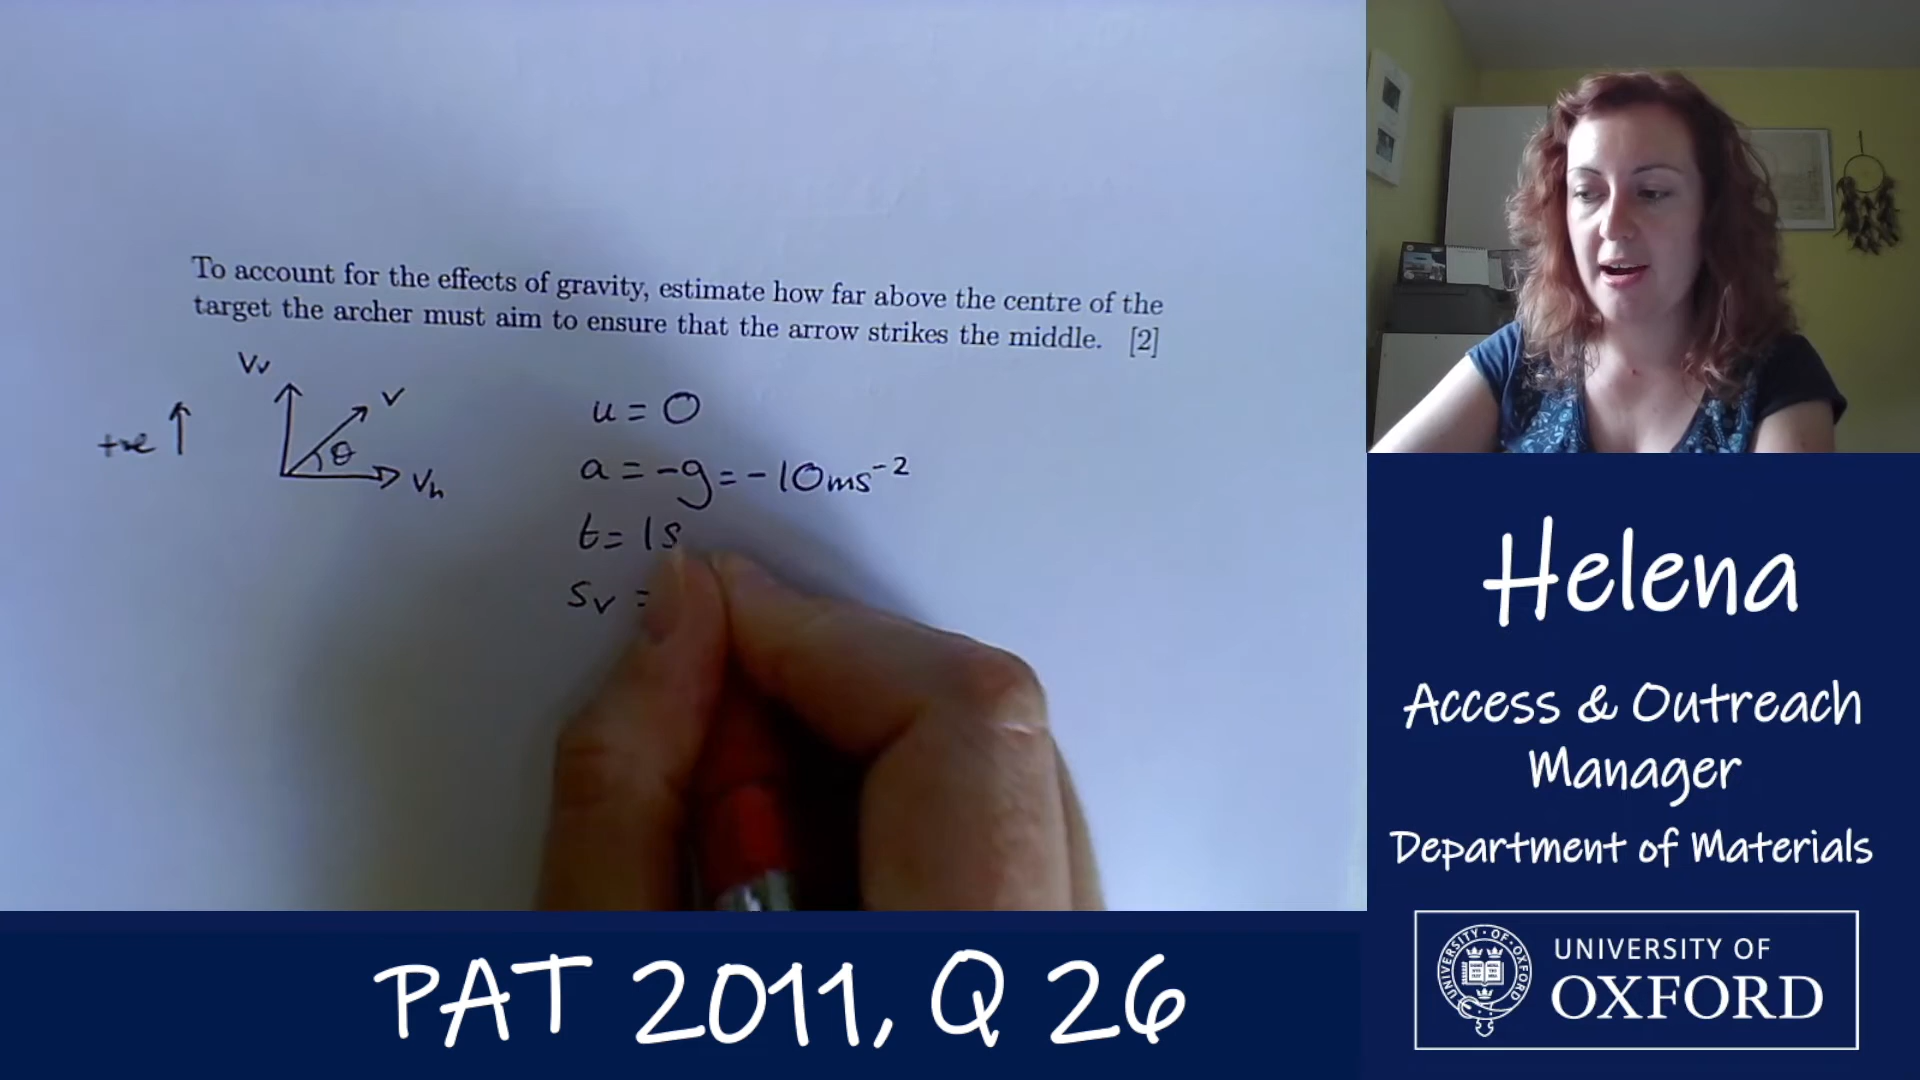 To account for the effects of gravity, estimate how far above the centre of the
target the archer must aim to ensure that the arrow strikes the middle. [2]
+ve
Vv
v
θ
Vh
u = 0
a = -g = -10ms⁻²
t = 1s
Sv =
Helena
Access & Outreach
Manager
Department of Materials
UNIVERSITY OF
OXFORD
PAT 2011, Q 26